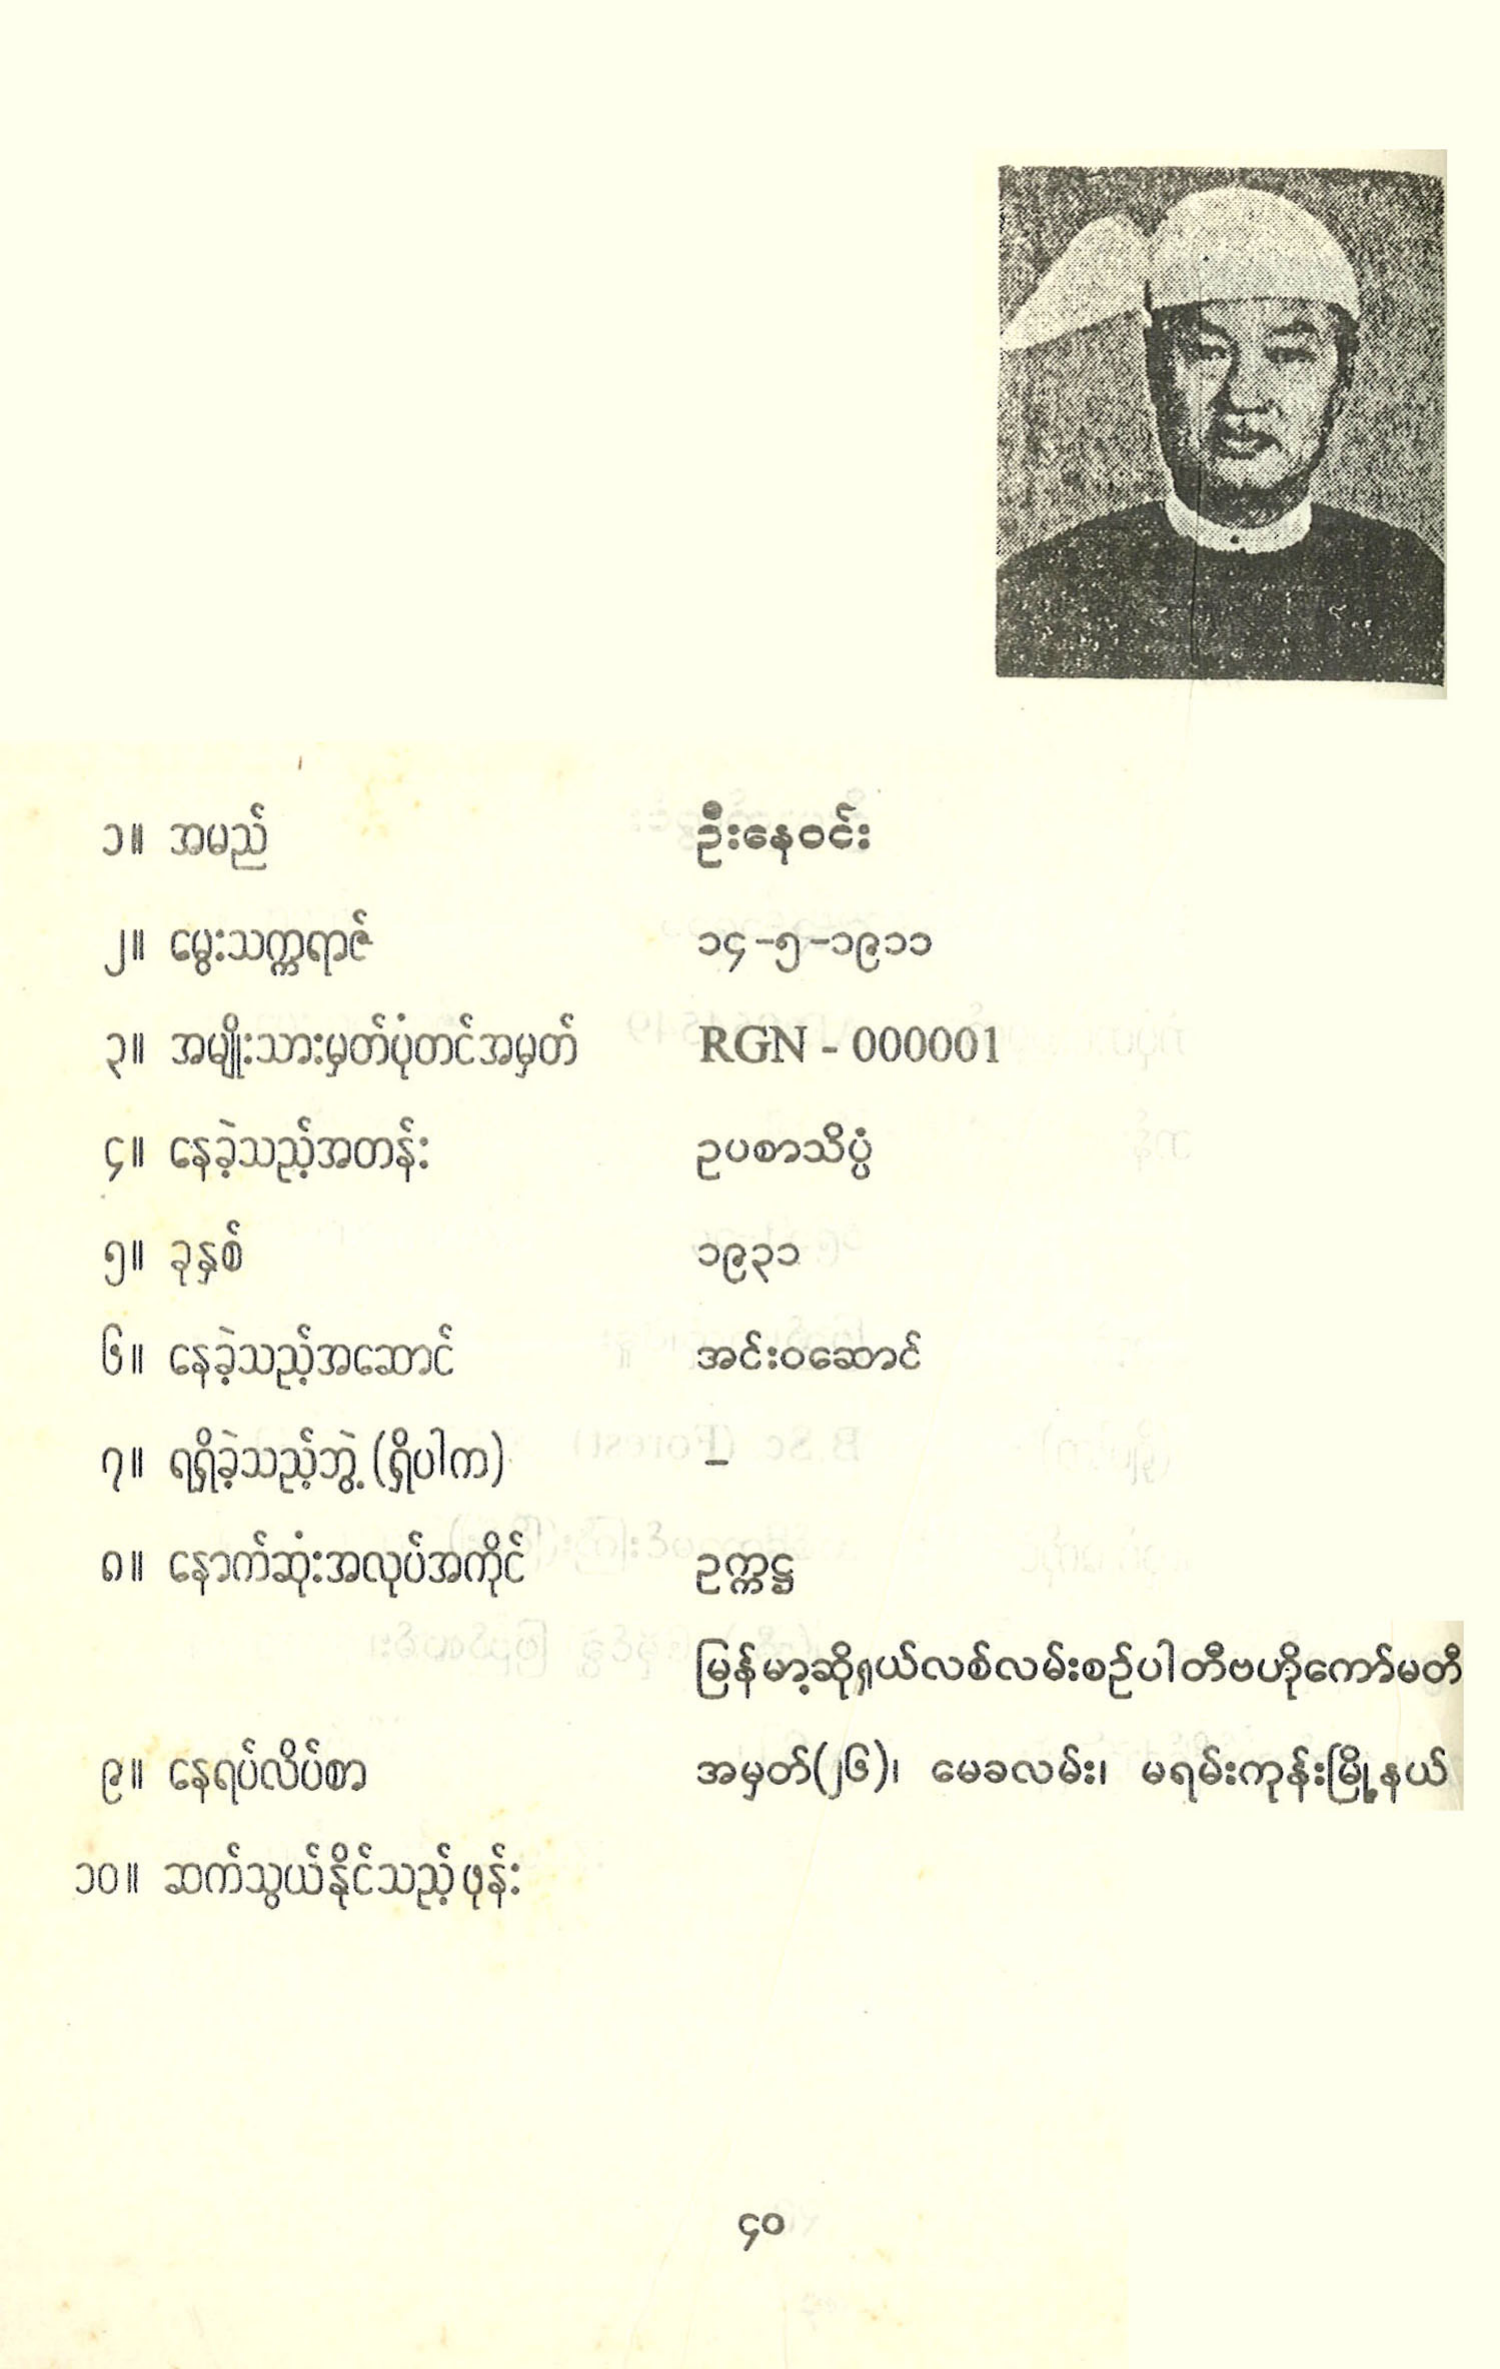 ၁။ အမည် ဦးနေဝင်း
၂။ မွေးသက္ကရာဇ် ၁၄-၅-၁၉၁၁
၃။ အမျိုးသားမှတ်ပုံတင်အမှတ် RGN - 000001
၄။ နေခဲ့သည့်အတန်း ဥပစာသိပ္ပံ
၅။ ခုနှစ် ၁၉၃၁
၆။ နေခဲ့သည့်အဆောင် အင်းဝဆောင်
၇။ ရရှိခဲ့သည့်ဘွဲ့ (ရှိပါက) –
၈။ နောက်ဆုံးအလုပ်အကိုင် ဥက္ကဋ္ဌ
မြန်မာ့ဆိုရှယ်လစ်လမ်းစဉ်ပါတီဗဟိုကော်မတီ
၉။ နေရပ်လိပ်စာ အမှတ်(၂၆)၊ မေခလမ်း၊ မရမ်းကုန်းမြို့နယ်
၁၀။ ဆက်သွယ်နိုင်သည့်ဖုန်း
၄၀